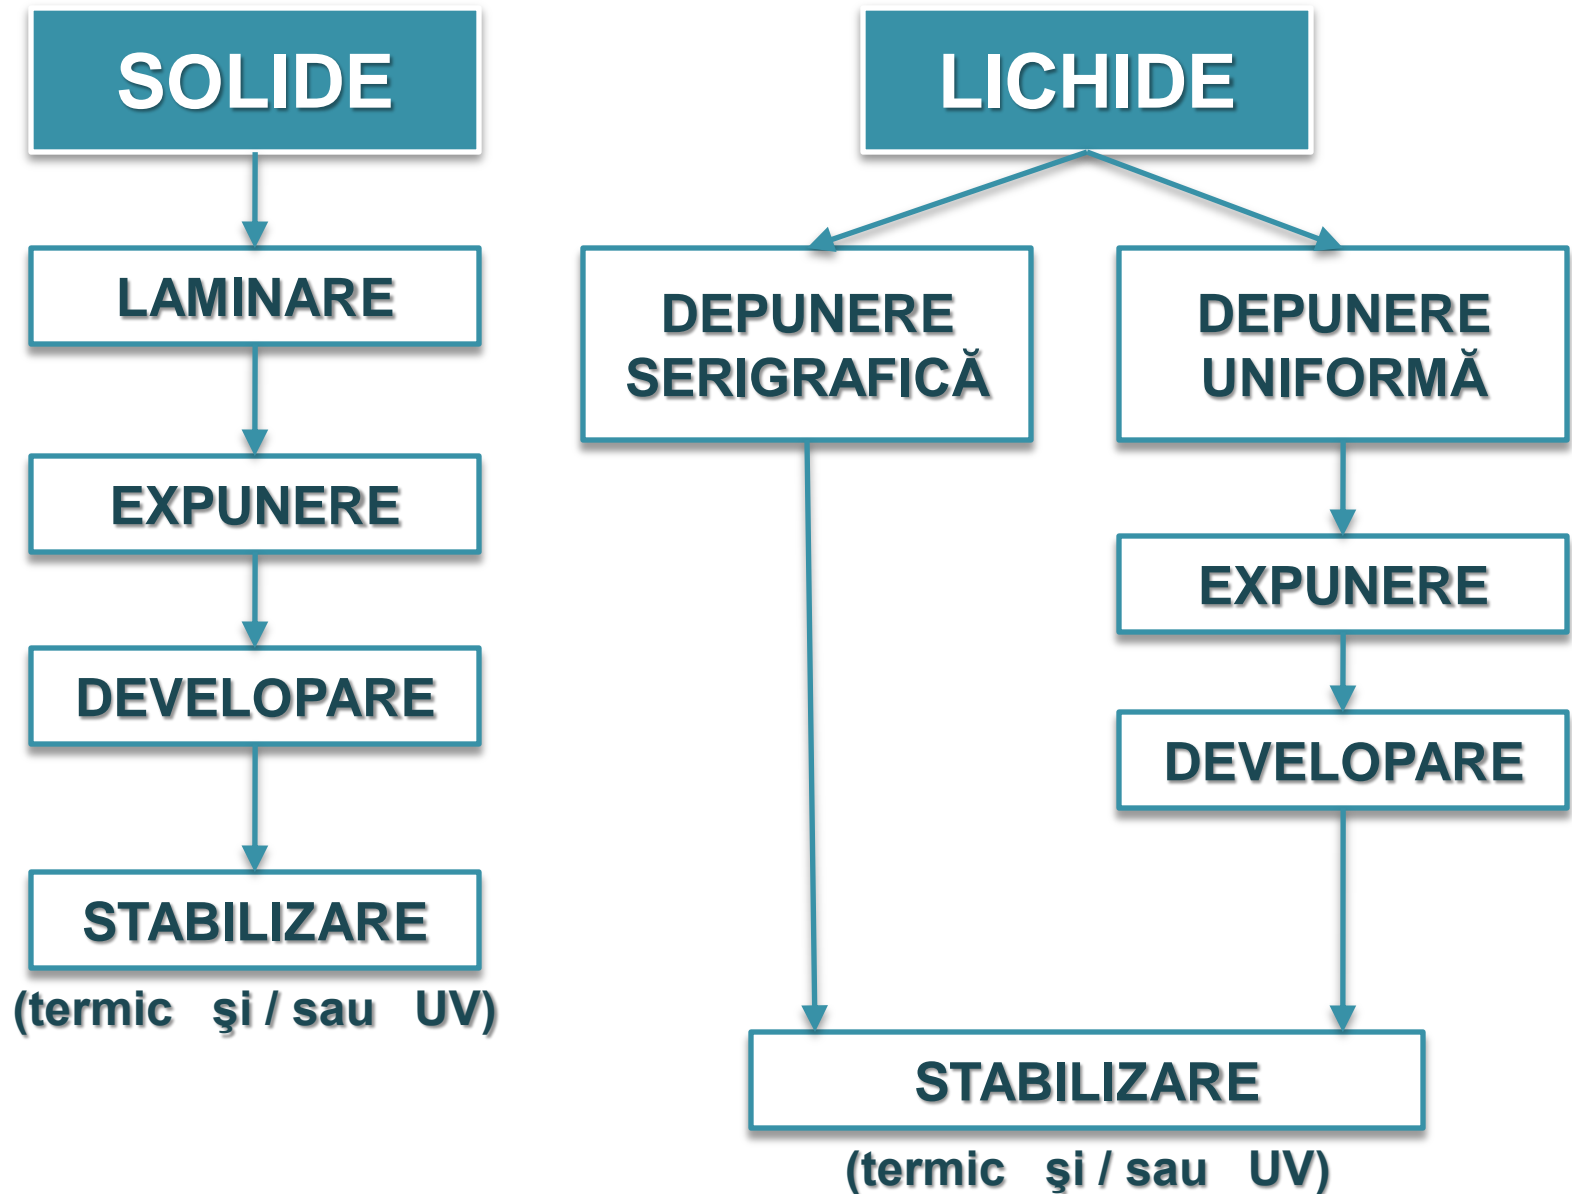 SOLIDE
LAMINARE
EXPUNERE
DEVELOPARE
STABILIZARE
(termic şi / sau UV)
LICHIDE
DEPUNERE
SERIGRAFICĂ
DEPUNERE
UNIFORMĂ
EXPUNERE
DEVELOPARE
STABILIZARE
(termic şi / sau UV)